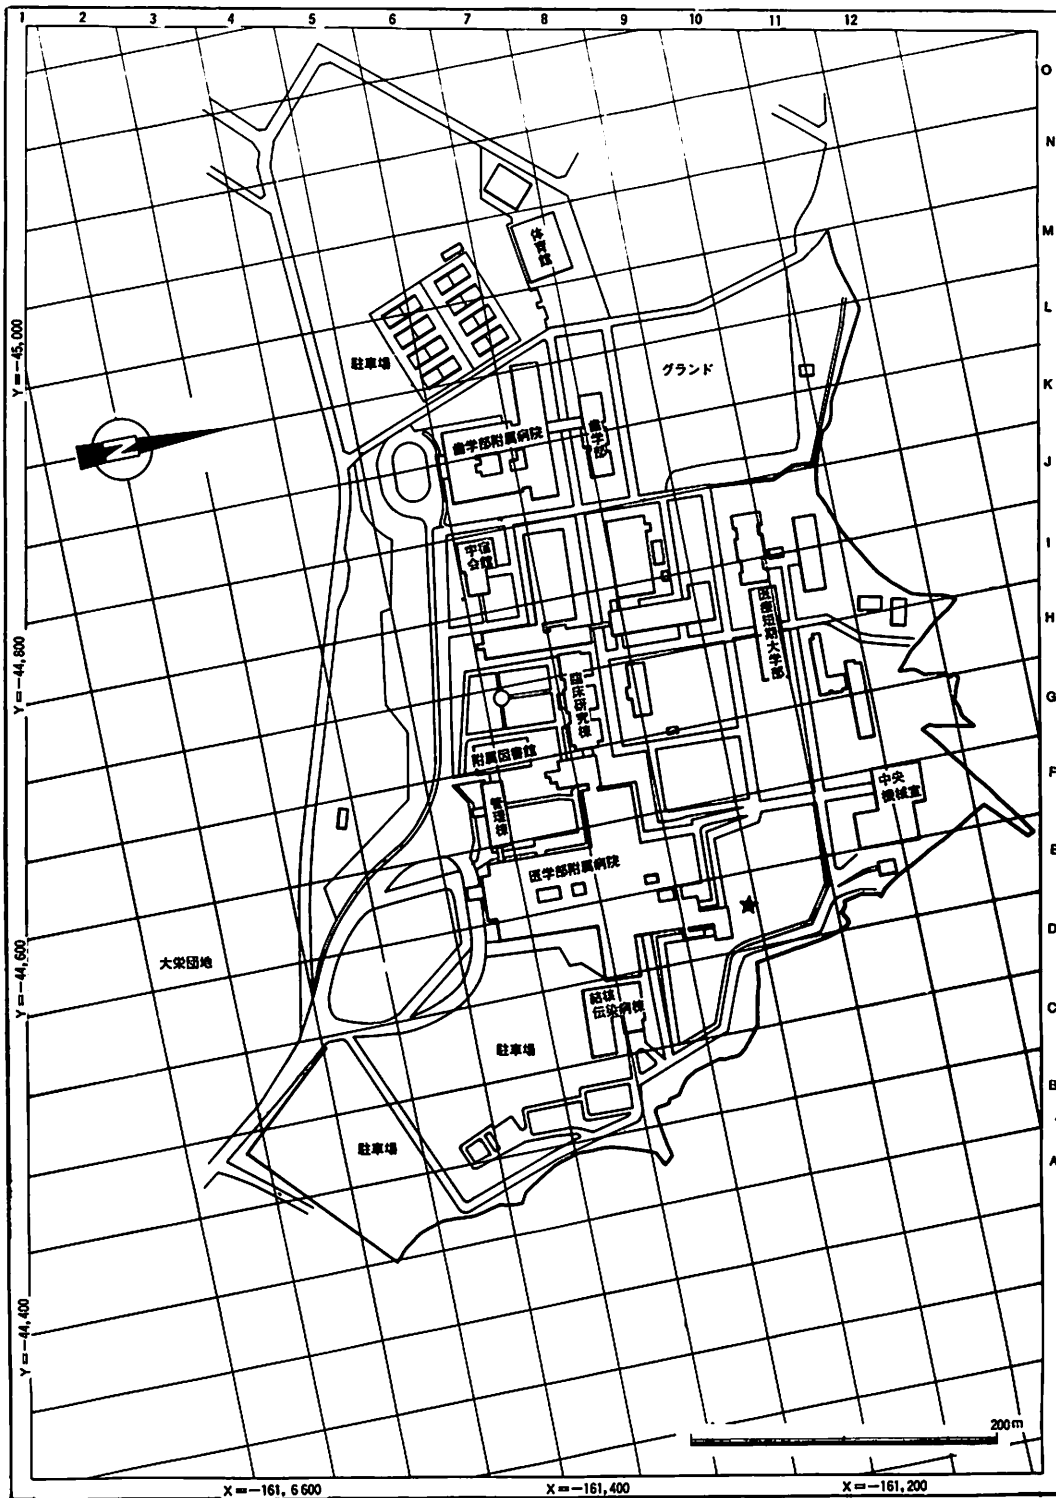 1 2 3 4 5 6 7 8 9 10 11 12
O
N
M
L
K
J
I
H
G
F
E
D
C
B
A
Y=-45,000
Y=-44,800
Y=-44,600
Y=-44,400
X=-161,6600
X=-161,400
X=-161,200
200m
N
体育館
駐車場
グランド
歯学部附属病院
歯学部
会館
医療短期大学部
臨床研究棟
附属図書館
管理棟
中央
機械室
医学部附属病院
大栄団地
結核
伝染病棟
駐車場
駐車場